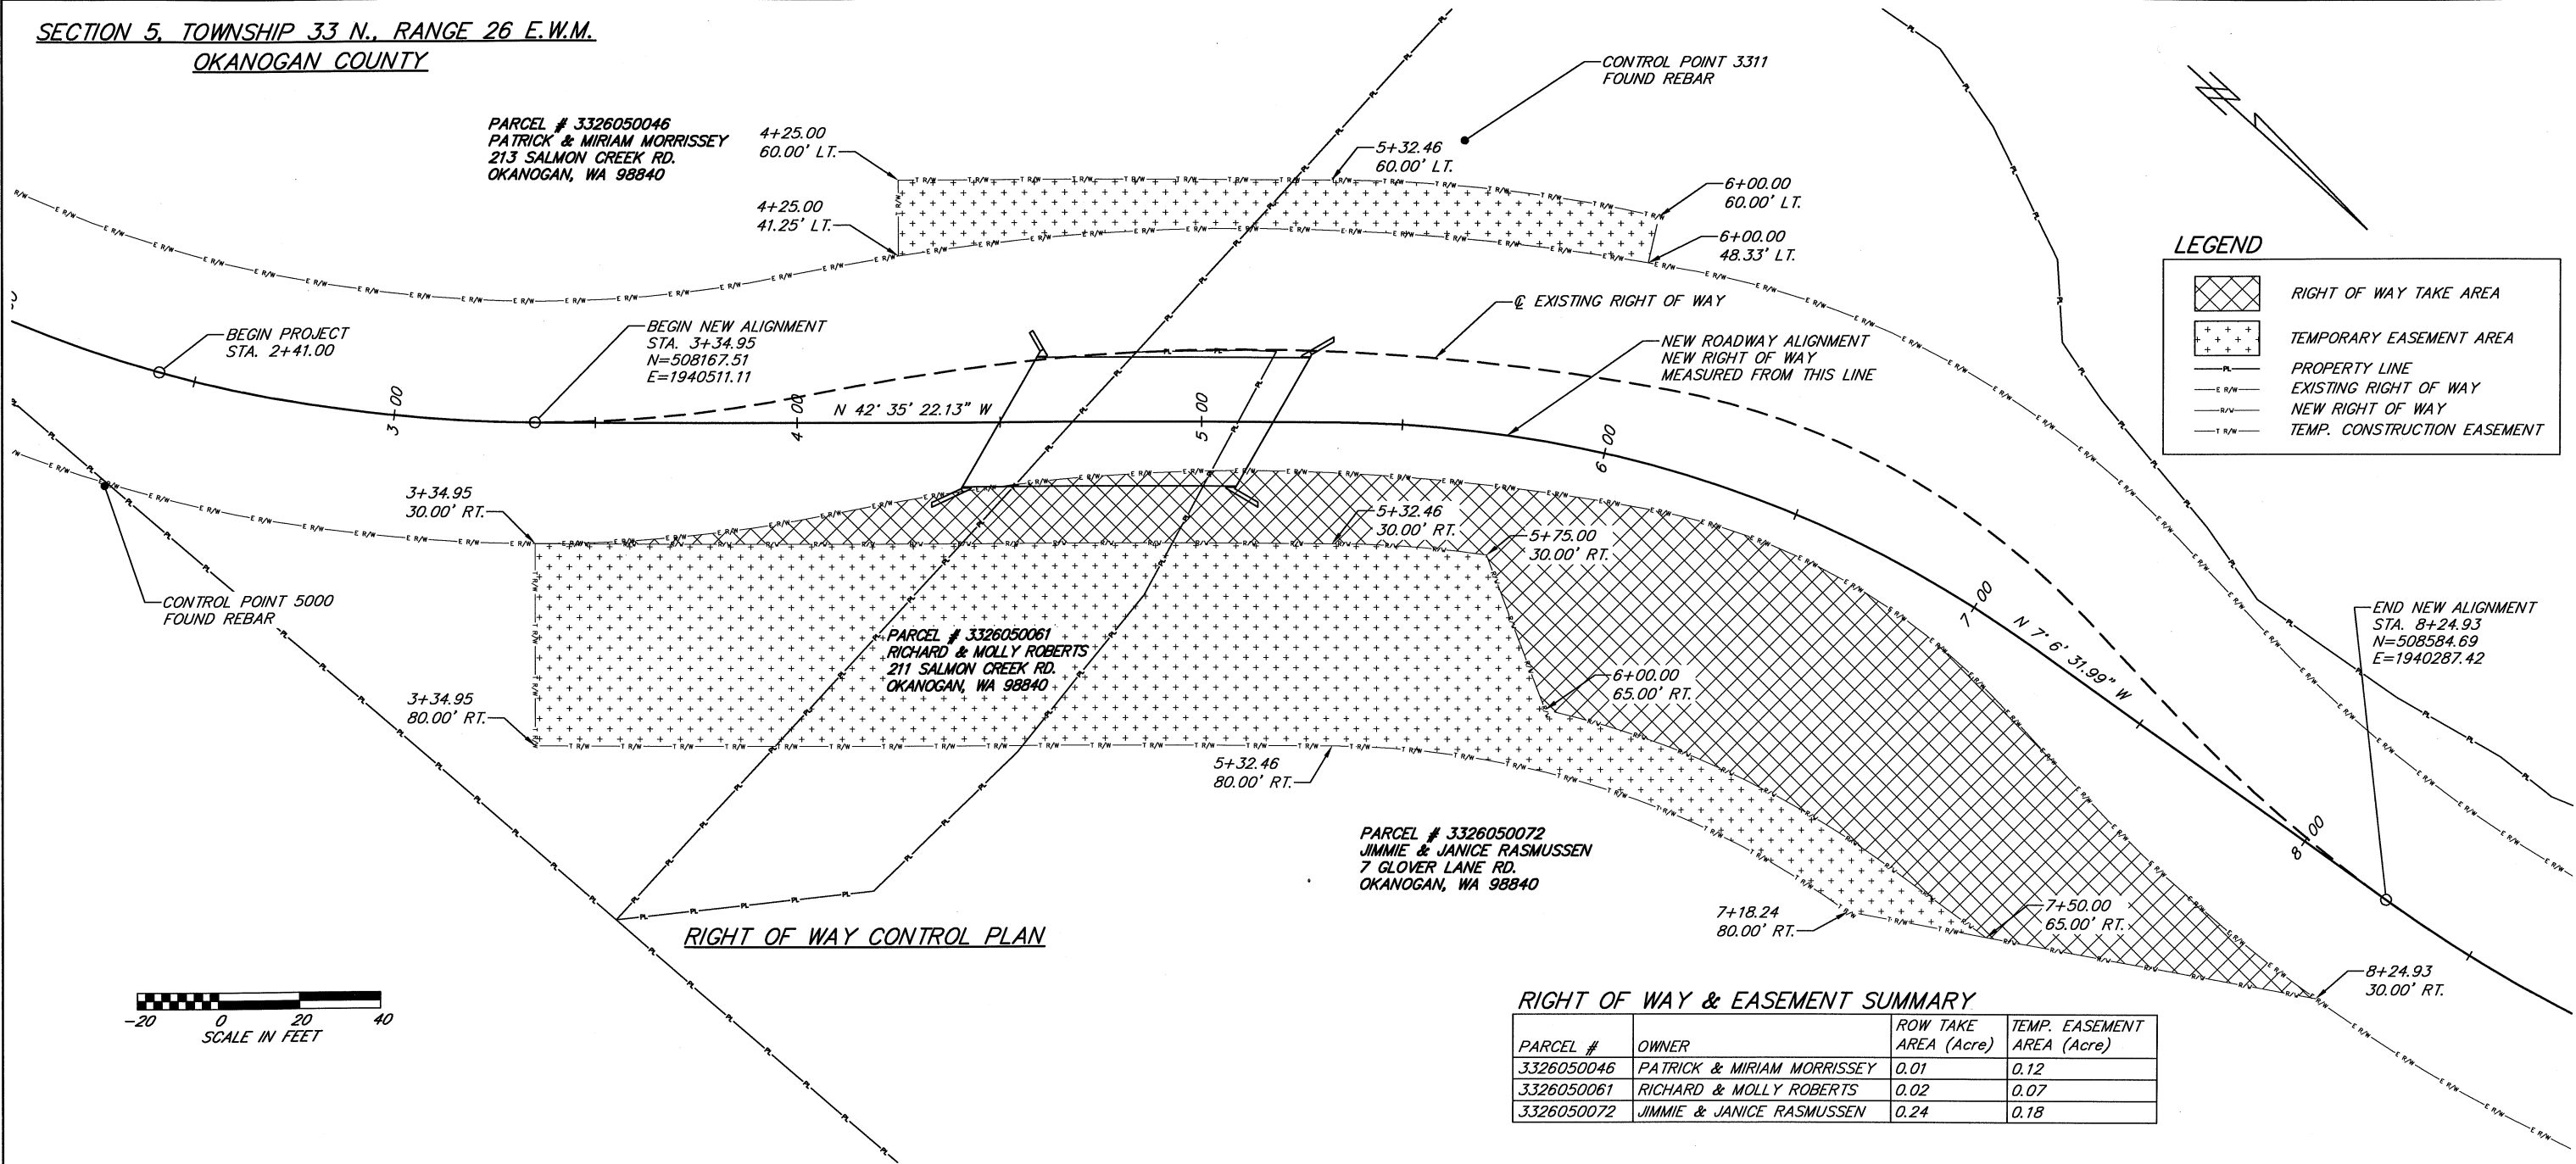 SECTION 5, TOWNSHIP 33 N., RANGE 26 E.W.M.
OKANOGAN COUNTY
PARCEL # 3326050046
PATRICK & MIRIAM MORRISSEY
213 SALMON CREEK RD.
OKANOGAN, WA 98840
4+25.00
60.00' LT.
4+25.00
41.25' LT.
CONTROL POINT 3311
FOUND REBAR
5+32.46
60.00' LT.
6+00.00
60.00' LT.
6+00.00
48.33' LT.
℄ EXISTING RIGHT OF WAY
NEW ROADWAY ALIGNMENT
NEW RIGHT OF WAY
MEASURED FROM THIS LINE
LEGEND
RIGHT OF WAY TAKE AREA
TEMPORARY EASEMENT AREA
PL PROPERTY LINE
E R/W EXISTING RIGHT OF WAY
R/W NEW RIGHT OF WAY
T R/W TEMP. CONSTRUCTION EASEMENT
BEGIN PROJECT
STA. 2+41.00
BEGIN NEW ALIGNMENT
STA. 3+34.95
N=508167.51
E=1940511.11
3+00
4+00
N 42° 35' 22.13" W
5+00
6+00
7+00
N 7° 6' 31.99" W
8+00
3+34.95
30.00' RT.
5+32.46
30.00' RT.
5+75.00
30.00' RT.
CONTROL POINT 5000
FOUND REBAR
END NEW ALIGNMENT
STA. 8+24.93
N=508584.69
E=1940287.42
PARCEL # 3326050061
RICHARD & MOLLY ROBERTS
211 SALMON CREEK RD.
OKANOGAN, WA 98840
3+34.95
80.00' RT.
6+00.00
65.00' RT.
5+32.46
80.00' RT.
PARCEL # 3326050072
JIMMIE & JANICE RASMUSSEN
7 GLOVER LANE RD.
OKANOGAN, WA 98840
7+18.24
80.00' RT.
7+50.00
65.00' RT.
8+24.93
30.00' RT.
RIGHT OF WAY CONTROL PLAN
-20 0 20 40
SCALE IN FEET
RIGHT OF WAY & EASEMENT SUMMARY
PARCEL # OWNER ROW TAKE AREA (Acre) TEMP. EASEMENT AREA (Acre)
3326050046 PATRICK & MIRIAM MORRISSEY 0.01 0.12
3326050061 RICHARD & MOLLY ROBERTS 0.02 0.07
3326050072 JIMMIE & JANICE RASMUSSEN 0.24 0.18